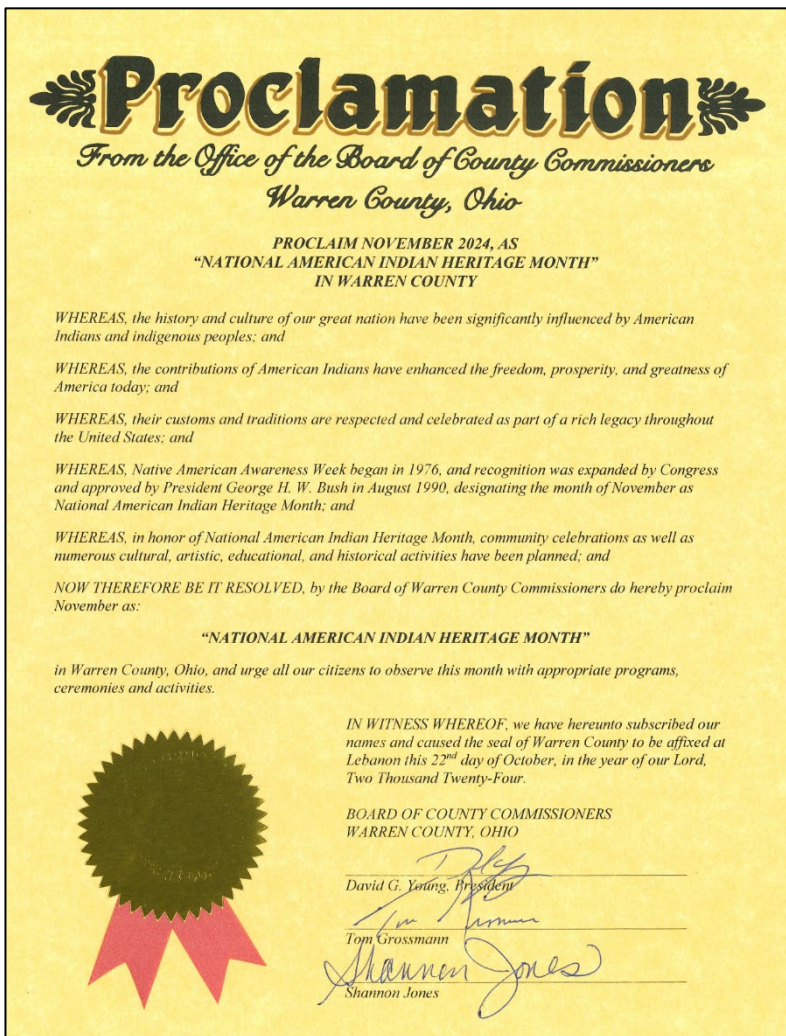 Proclamation
From the Office of the Board of County Commissioners
Warren County, Ohio
PROCLAIM NOVEMBER 2024, AS
“NATIONAL AMERICAN INDIAN HERITAGE MONTH”
IN WARREN COUNTY
WHEREAS, the history and culture of our great nation have been significantly influenced by American
Indians and indigenous peoples; and
WHEREAS, the contributions of American Indians have enhanced the freedom, prosperity, and greatness of
America today; and
WHEREAS, their customs and traditions are respected and celebrated as part of a rich legacy throughout
the United States; and
WHEREAS, Native American Awareness Week began in 1976, and recognition was expanded by Congress
and approved by President George H. W. Bush in August 1990, designating the month of November as
National American Indian Heritage Month; and
WHEREAS, in honor of National American Indian Heritage Month, community celebrations as well as
numerous cultural, artistic, educational, and historical activities have been planned; and
NOW THEREFORE BE IT RESOLVED, by the Board of Warren County Commissioners do hereby proclaim
November as:
“NATIONAL AMERICAN INDIAN HERITAGE MONTH”
in Warren County, Ohio, and urge all our citizens to observe this month with appropriate programs,
ceremonies and activities.
IN WITNESS WHEREOF, we have hereunto subscribed our
names and caused the seal of Warren County to be affixed at
Lebanon this 22nd day of October, in the year of our Lord,
Two Thousand Twenty-Four.
BOARD OF COUNTY COMMISSIONERS
WARREN COUNTY, OHIO
David G. Young, President
Tom Grossmann
Shannon Jones
Shannon Jones